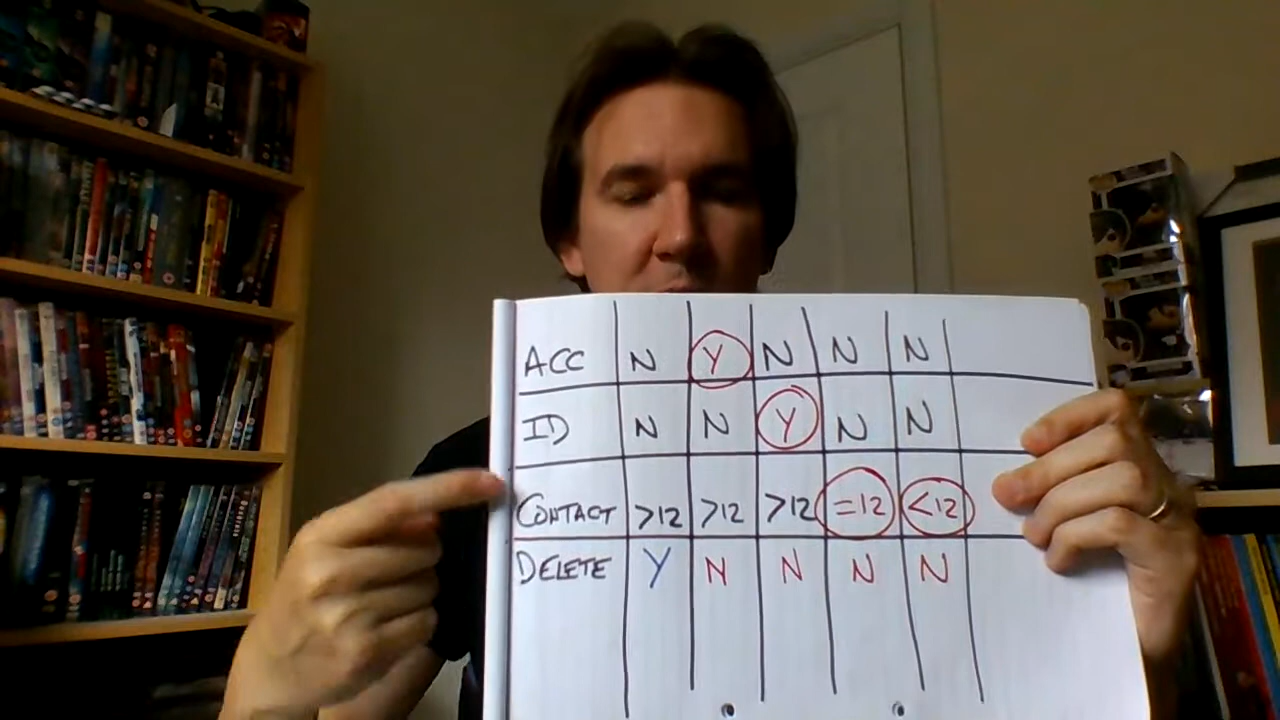 ACC N Y N N N
ID N N Y N N
CONTACT >12 >12 >12 =12 <12
DELETE Y N N N N